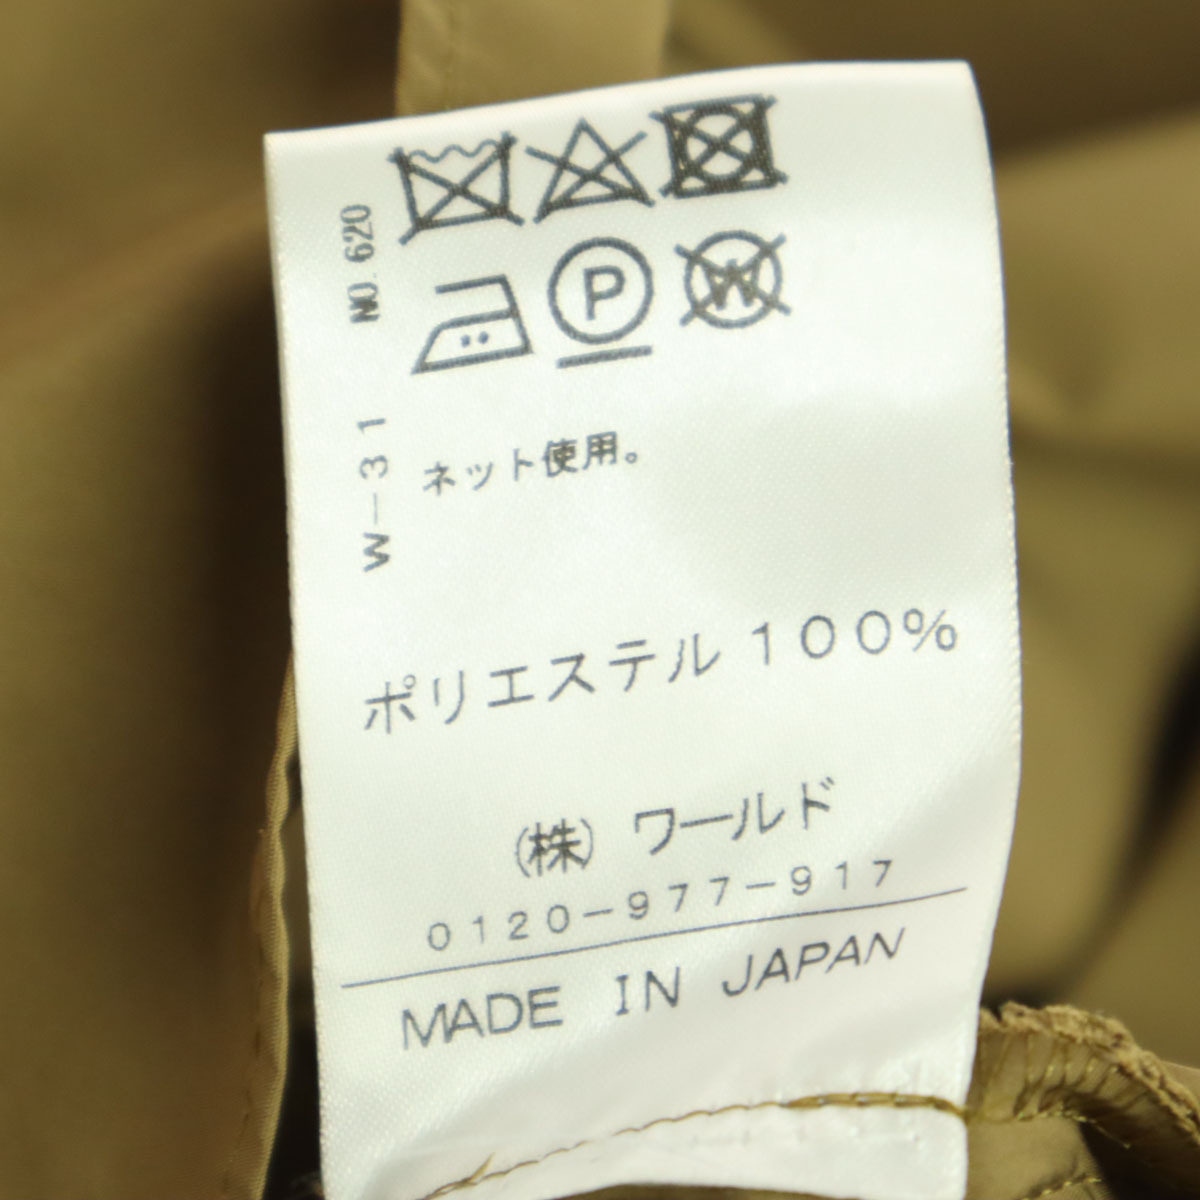 NO. 620
W-31
P
W
ネット使用。
ポリエステル100%
(株)ワールド
0120-977-917
MADE IN JAPAN